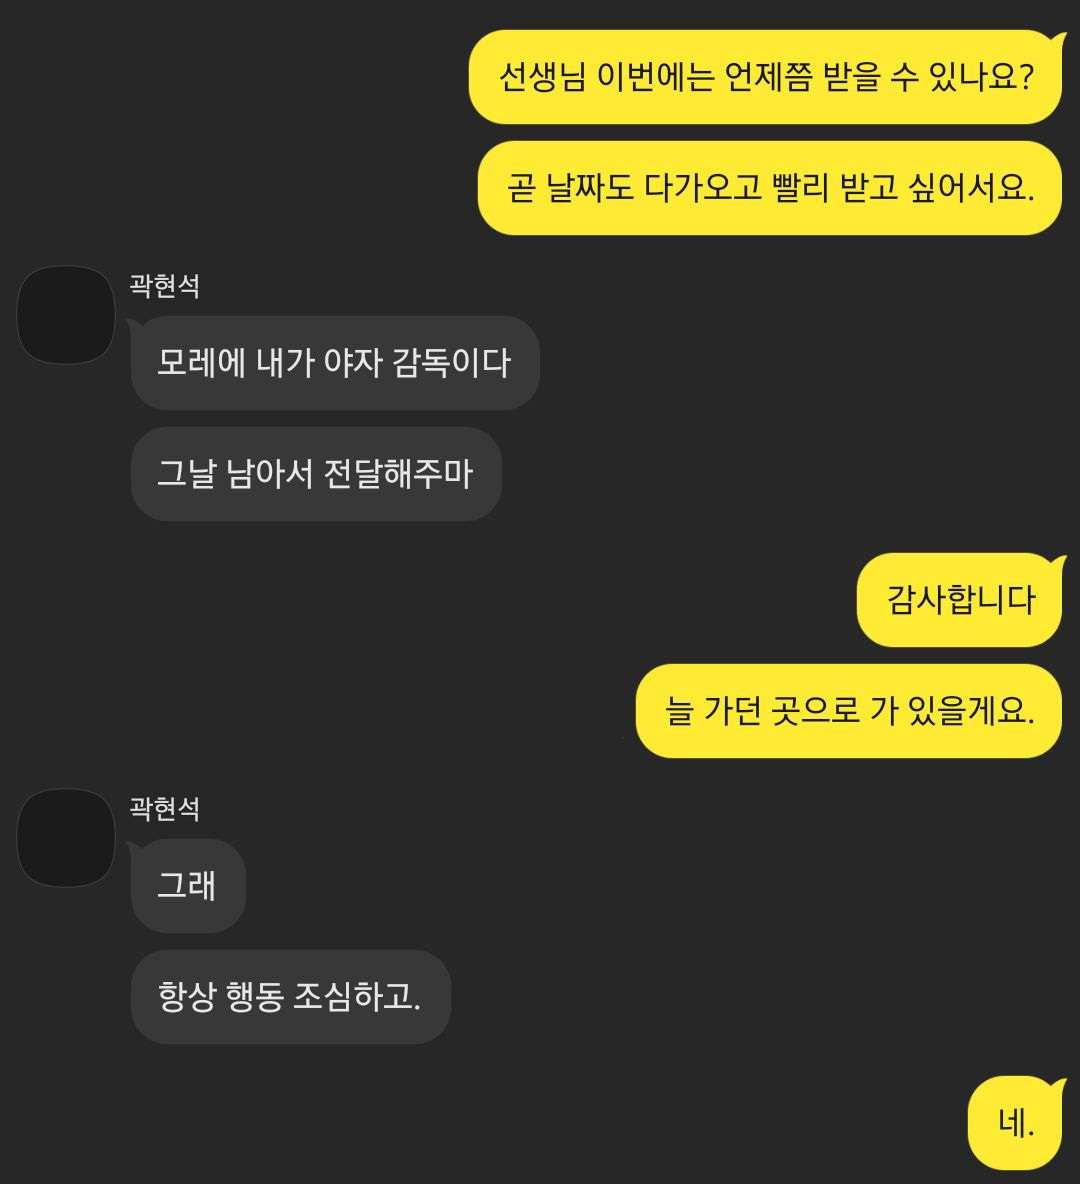 선생님 이번에는 언제쯤 받을 수 있나요?
곧 날짜도 다가오고 빨리 받고 싶어서요.
곽현석
모레에 내가 야자 감독이다
그날 남아서 전달해주마
감사합니다
늘 가던 곳으로 가 있을게요.
곽현석
그래
항상 행동 조심하고.
네.